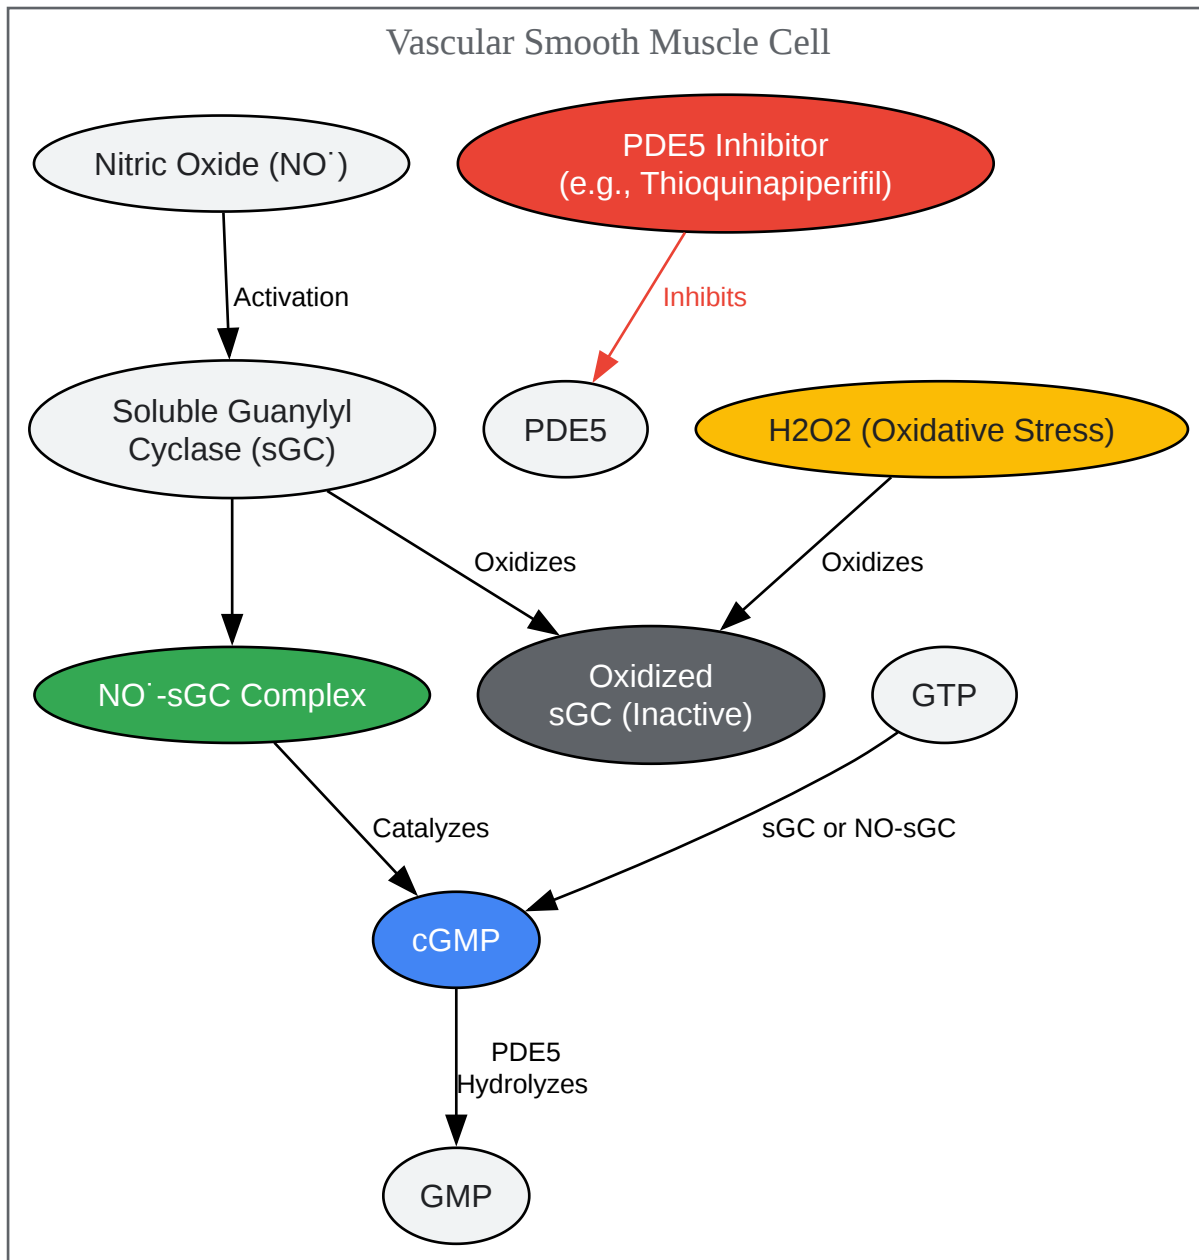 Vascular Smooth Muscle Cell
Nitric Oxide (NO˙)
PDE5 Inhibitor
(e.g., Thioquinapiperifil)
Activation
Inhibits
Soluble Guanylyl
Cyclase (sGC)
PDE5
H2O2 (Oxidative Stress)
Oxidizes
Oxidizes
NO˙-sGC Complex
Oxidized
sGC (Inactive)
GTP
Catalyzes
sGC or NO-sGC
cGMP
PDE5
Hydrolyzes
GMP